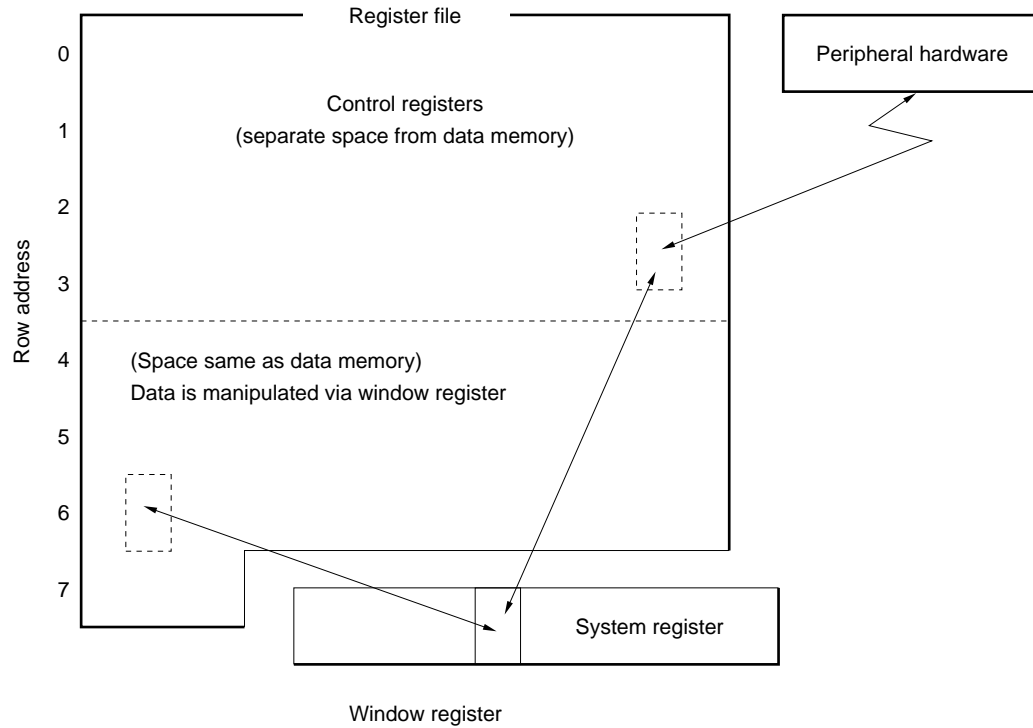 Register file
Peripheral hardware
Control registers
(separate space from data memory)
Row address
0
1
2
3
4
5
6
7
(Space same as data memory)
Data is manipulated via window register
System register
Window register